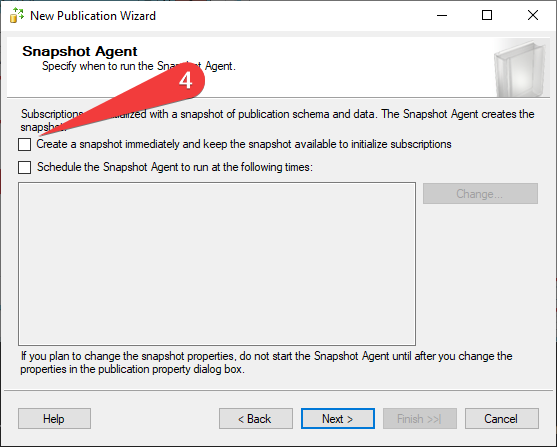 New Publication Wizard
Snapshot Agent
Specify when to run the Snapshot Agent.
4
Subscriptions initialized with a snapshot of publication schema and data. The Snapshot Agent creates the
snapshot.
Create a snapshot immediately and keep the snapshot available to initialize subscriptions
Schedule the Snapshot Agent to run at the following times:
Change...
If you plan to change the snapshot properties, do not start the Snapshot Agent until after you change the
properties in the publication property dialog box.
Help
< Back
Next >
Finish >>|
Cancel